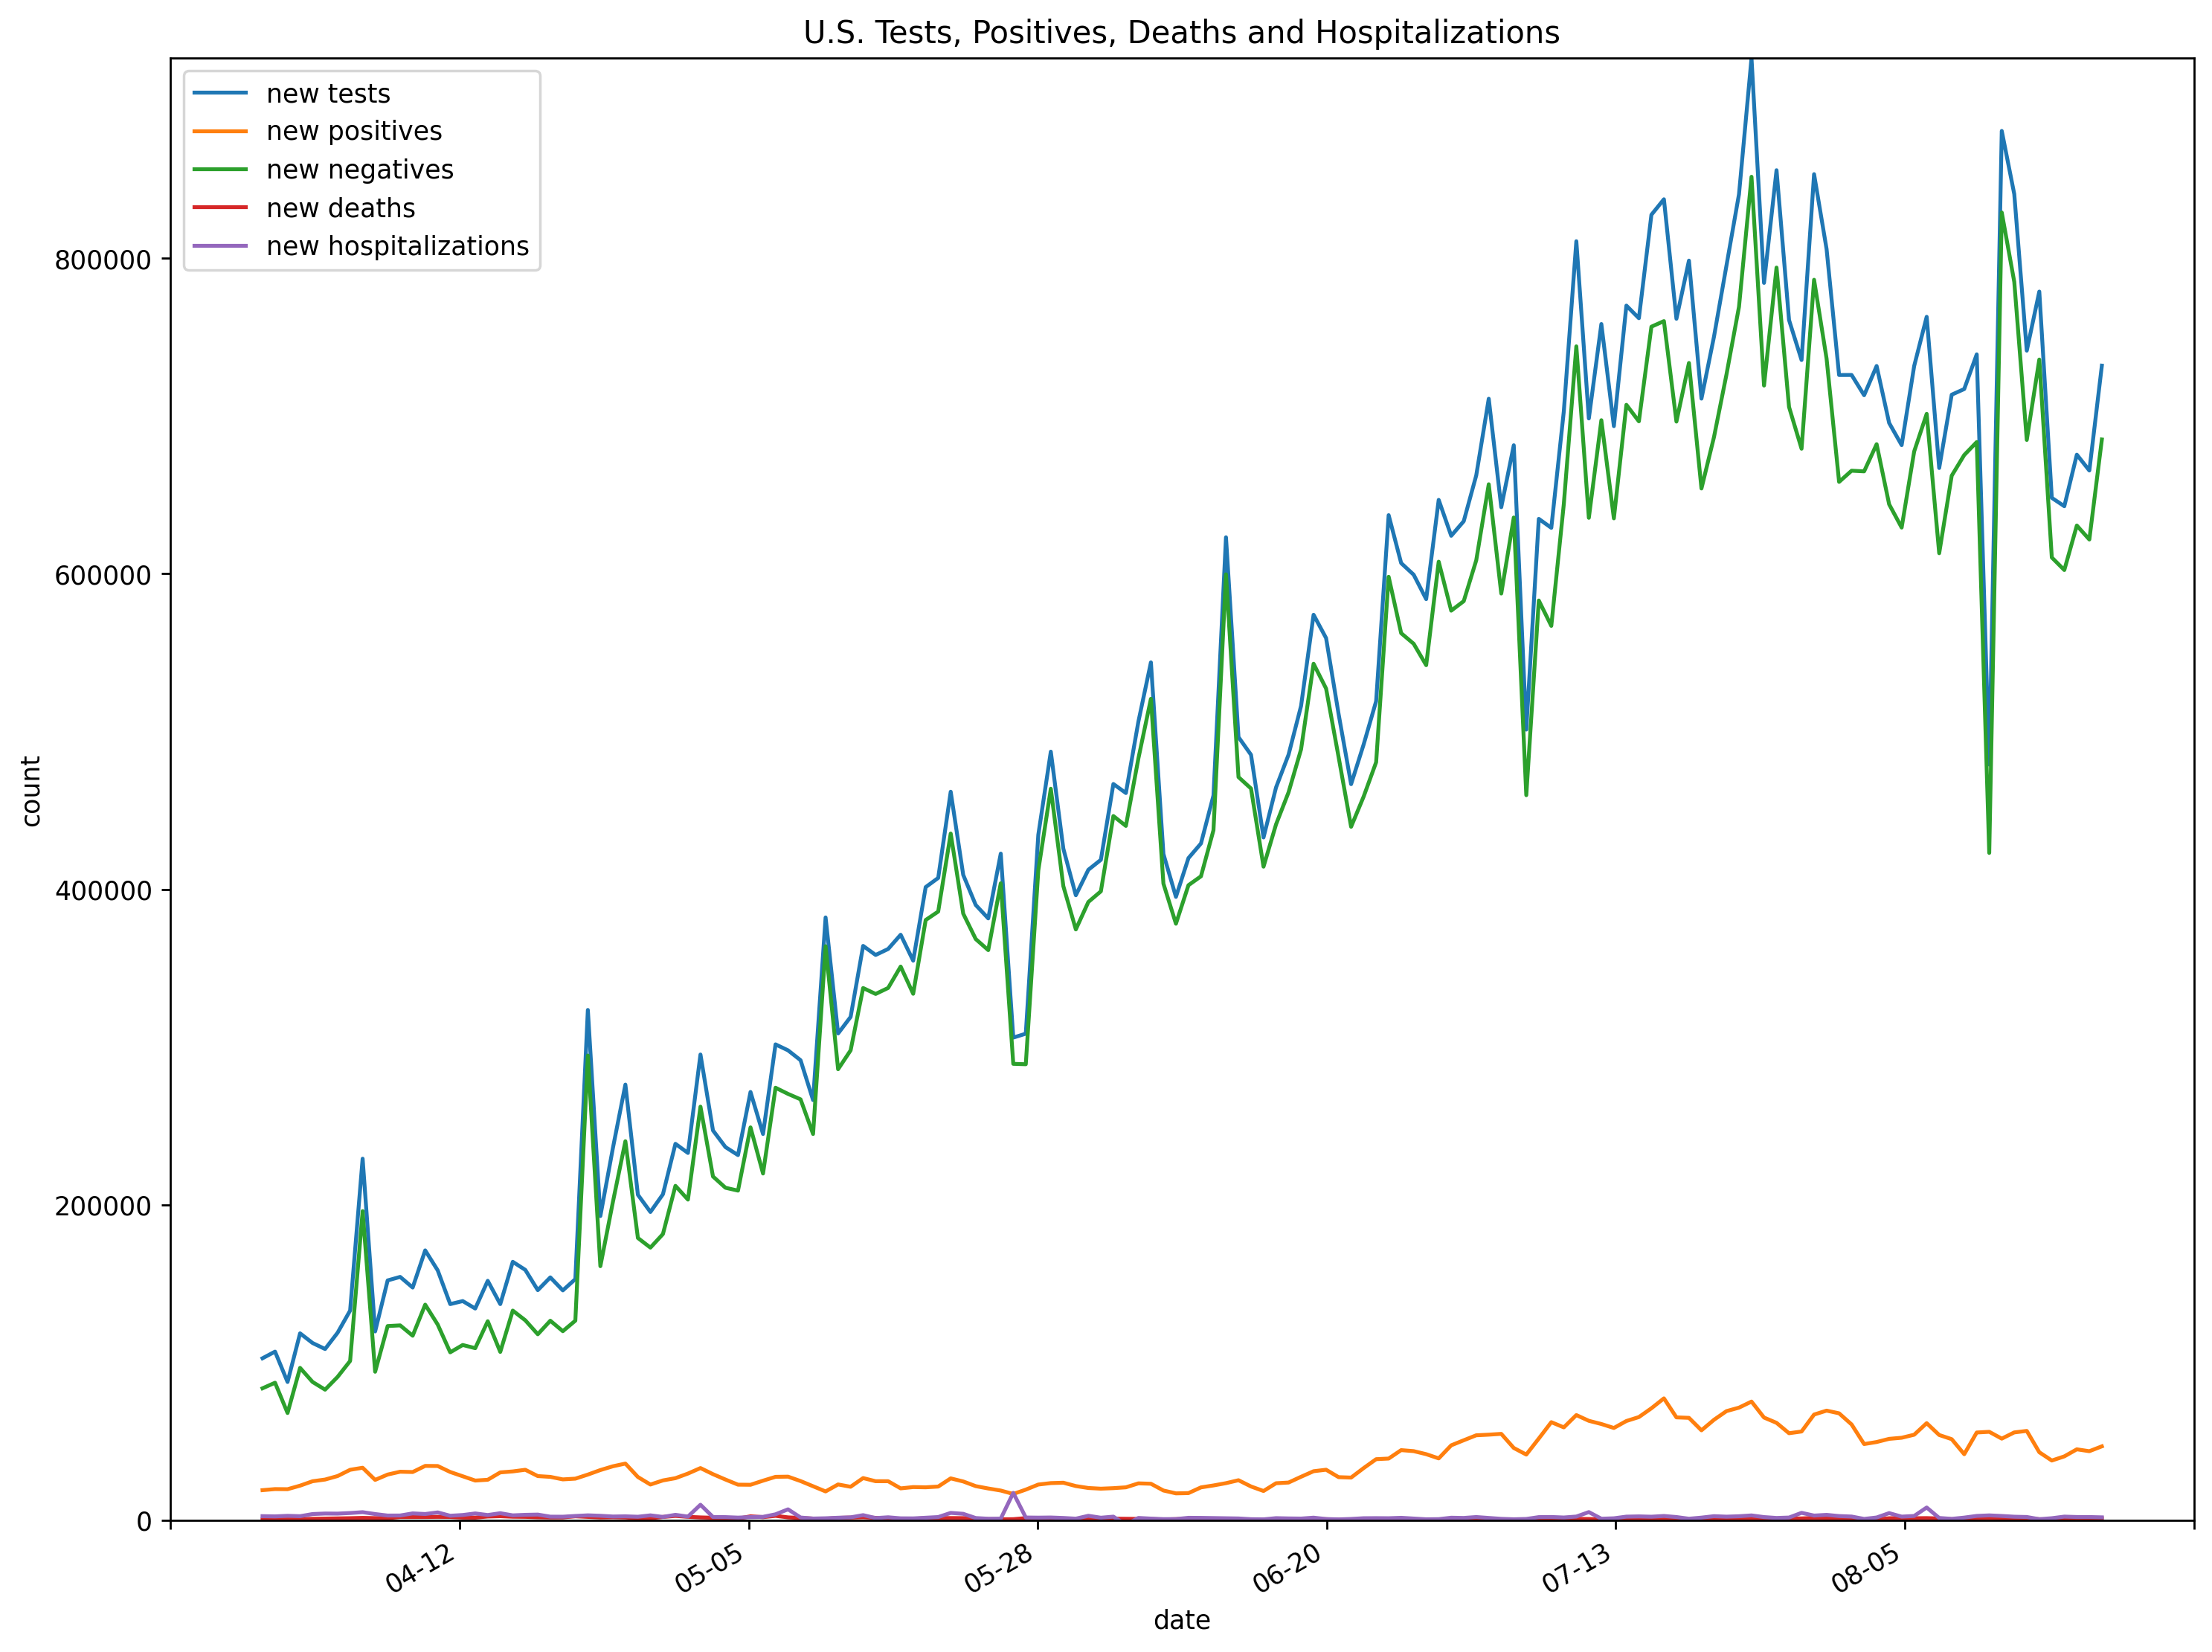 U.S. Tests, Positives, Deaths and Hospitalizations
new tests
new positives
new negatives
new deaths
new hospitalizations
800000
600000
400000
200000
0
count
04-12
05-05
05-28
06-20
07-13
08-05
date